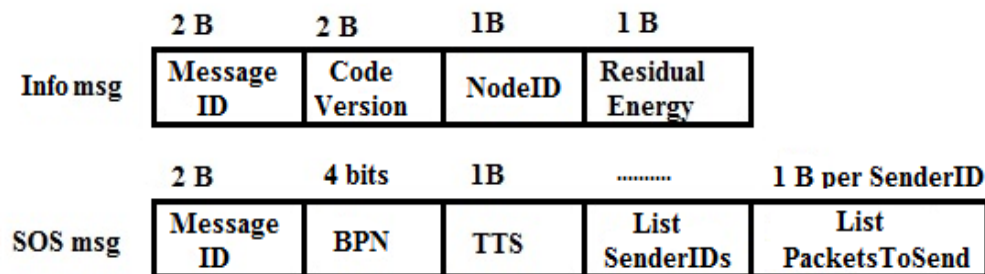 2 B 2 B 1B 1 B
Info msg Message ID Code Version NodeID Residual Energy
2 B 4 bits 1B .......... 1 B per SenderID
SOS msg Message ID BPN TTS List SenderIDs List PacketsToSend